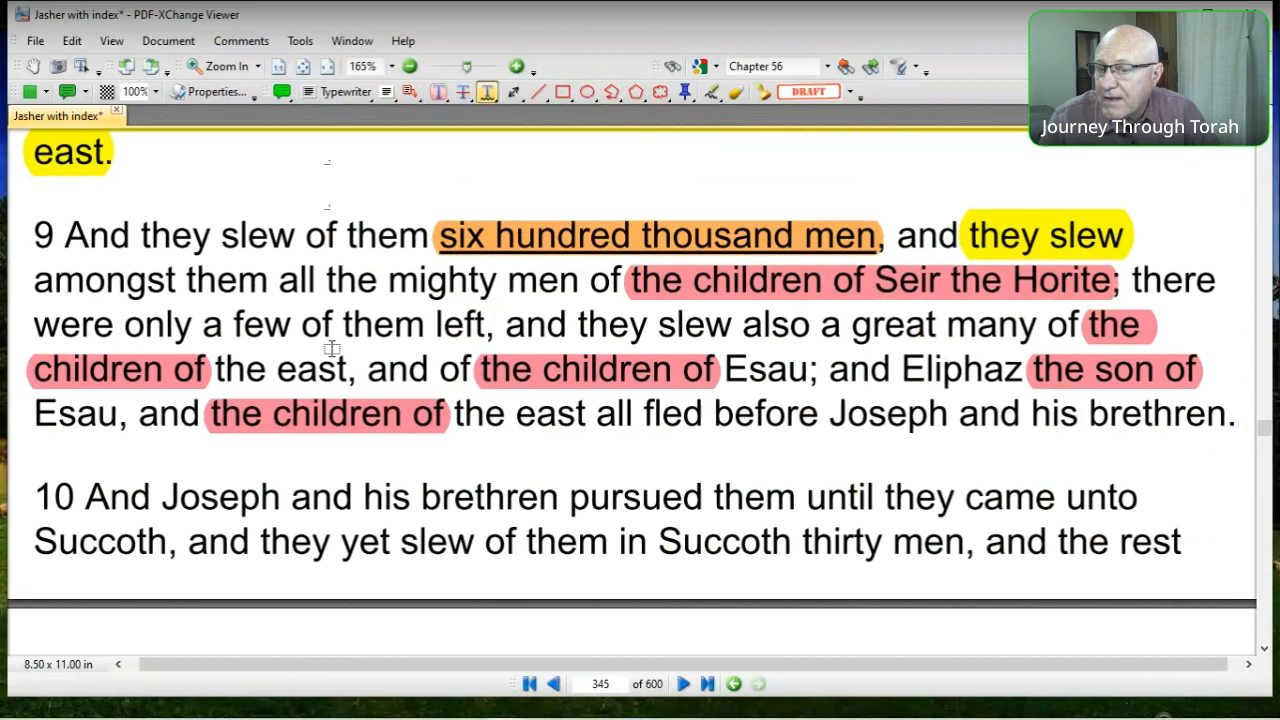 Jasher with index* - PDF-XChange Viewer
File Edit View Document Comments Tools Window Help
Zoom In 165% Chapter 56
100% Properties... Typewriter DRAFT
Jasher with index*
Journey Through Torah
east.
9 And they slew of them six hundred thousand men, and they slew
amongst them all the mighty men of the children of Seir the Horite; there
were only a few of them left, and they slew also a great many of the
children of the east, and of the children of Esau; and Eliphaz the son of
Esau, and the children of the east all fled before Joseph and his brethren.
10 And Joseph and his brethren pursued them until they came unto
Succoth, and they yet slew of them in Succoth thirty men, and the rest
8.50 x 11.00 in
345 of 600